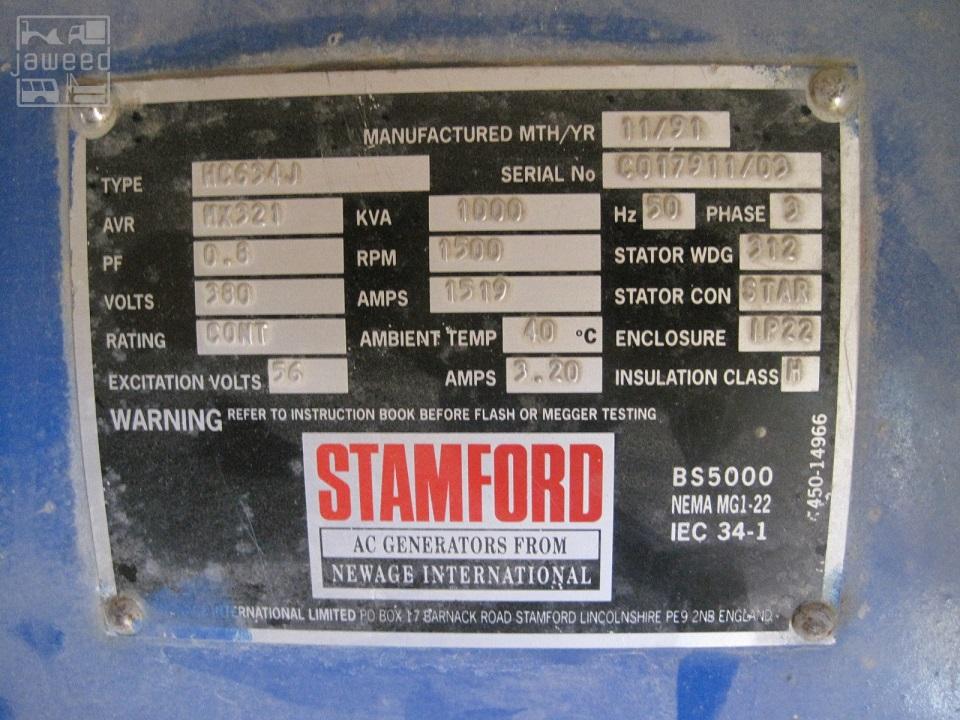 jaweed
MANUFACTURED MTH/YR 11/91
TYPE HC634J SERIAL No C017911/09
AVR MX321 KVA 1000 Hz 50 PHASE 3
PF 0.8 RPM 1500 STATOR WDG 312
VOLTS 380 AMPS 1519 STATOR CON STAR
RATING CONT AMBIENT TEMP 40 °C ENCLOSURE IP22
EXCITATION VOLTS 56 AMPS 3.20 INSULATION CLASS H
WARNING REFER TO INSTRUCTION BOOK BEFORE FLASH OR MEGGER TESTING
STAMFORD
AC GENERATORS FROM
NEWAGE INTERNATIONAL
BS5000
NEMA MG1-22
IEC 34-1
450-14966
INTERNATIONAL LIMITED PO BOX 17 BARNACK ROAD STAMFORD LINCOLNSHIRE PE9 2NB ENGLAND